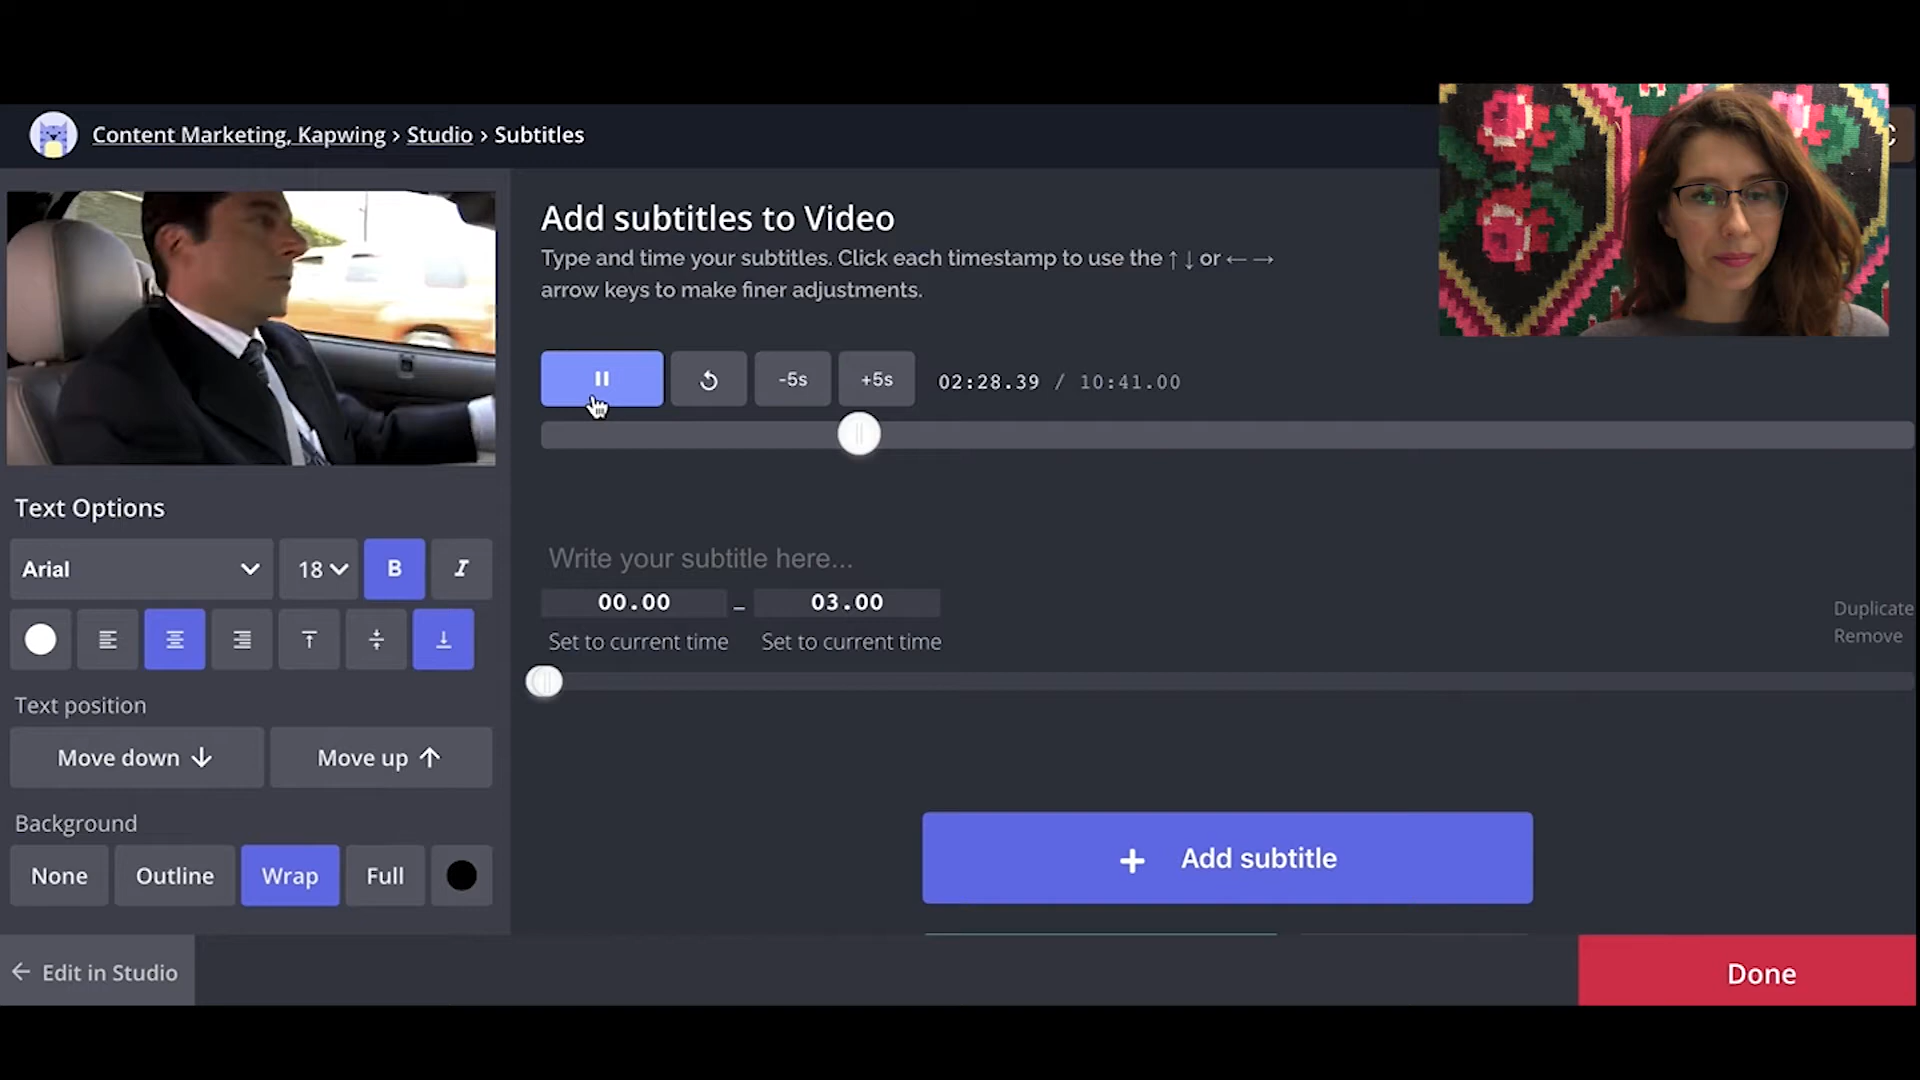 Content Marketing, Kapwing › Studio › Subtitles
Add subtitles to Video
Type and time your subtitles. Click each timestamp to use the ↑ ↓ or ← →
arrow keys to make finer adjustments.
-5s +5s 02:28.39 / 10:41.00
Text Options
Arial 18 B I
Write your subtitle here...
00.00 – 03.00
Set to current time Set to current time
Duplicate
Remove
Text position
Move down ↓ Move up ↑
Background
None Outline Wrap Full
+ Add subtitle
← Edit in Studio
Done